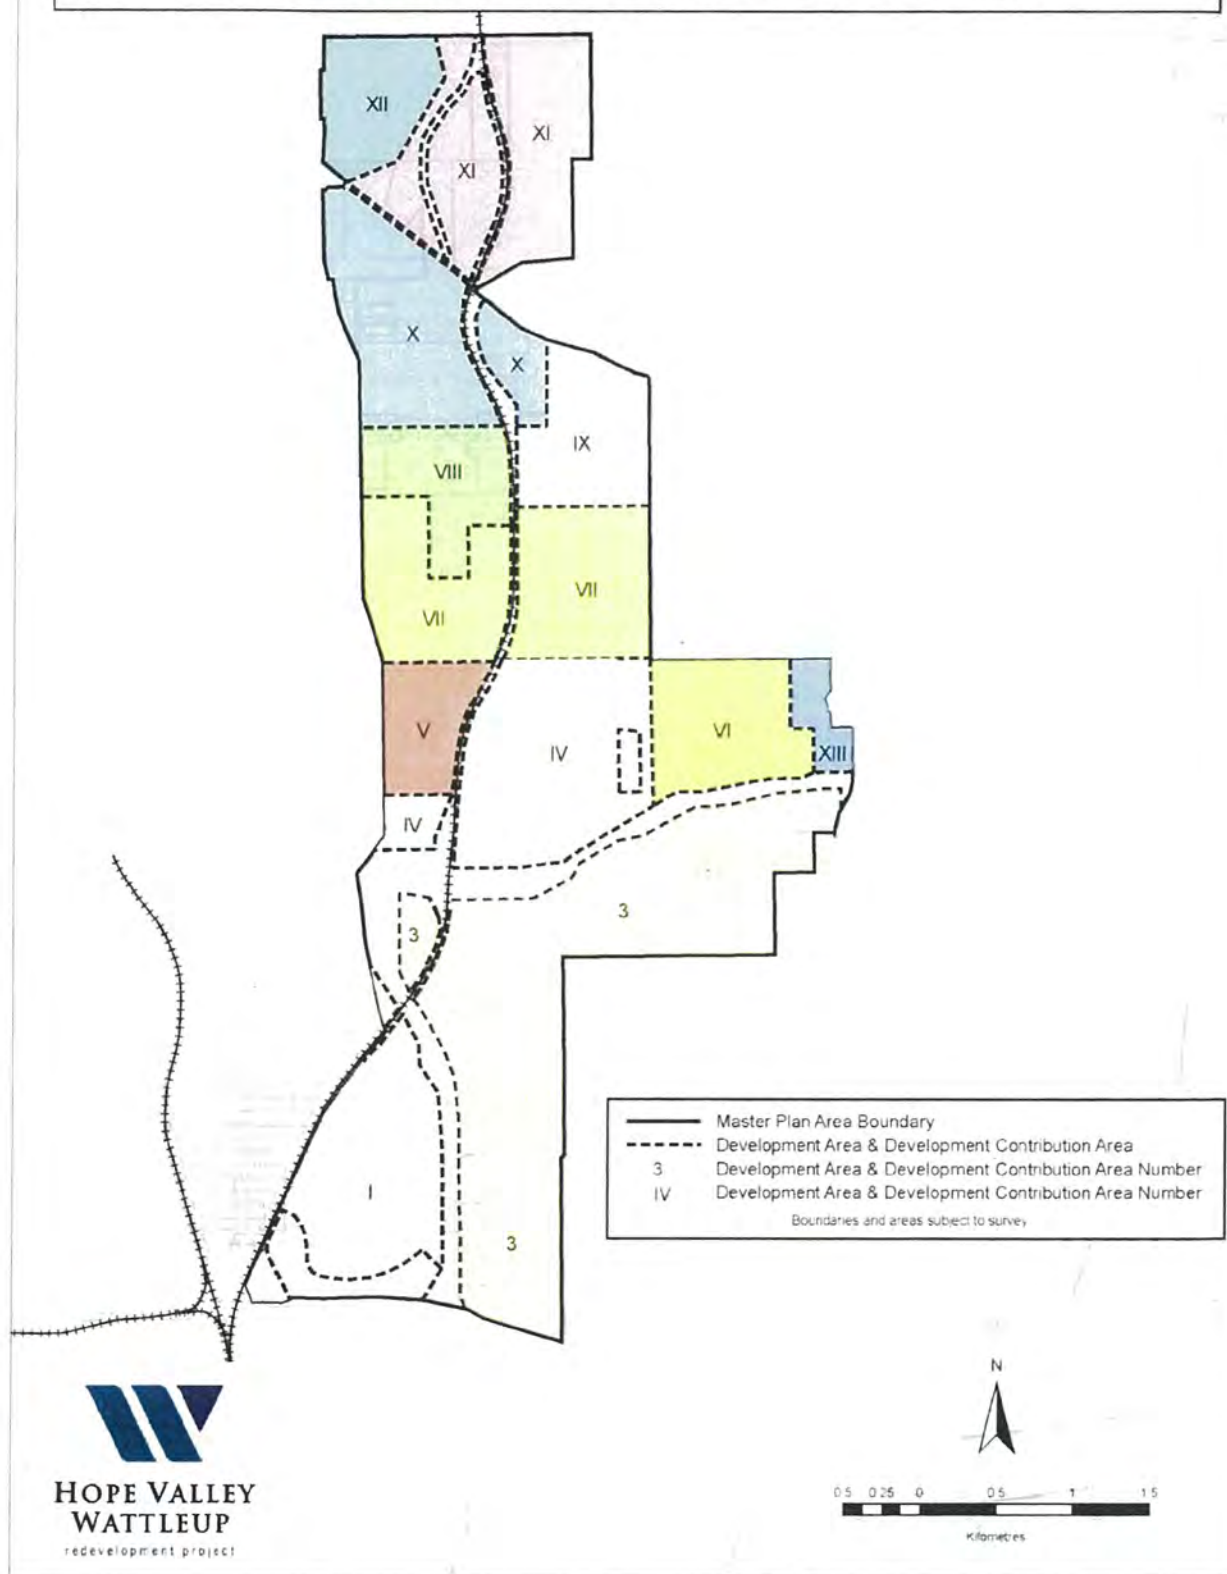 XII
XI
XI
X
X
IX
VIII
VII
VII
V
IV
VI
XIII
IV
3
3
I
3
Master Plan Area Boundary
Development Area & Development Contribution Area
3 Development Area & Development Contribution Area Number
IV Development Area & Development Contribution Area Number
Boundaries and areas subject to survey
N
0.5 0.25 0 0.5 1 1.5
Kilometres
HOPE VALLEY
WATTLEUP
redevelopment project